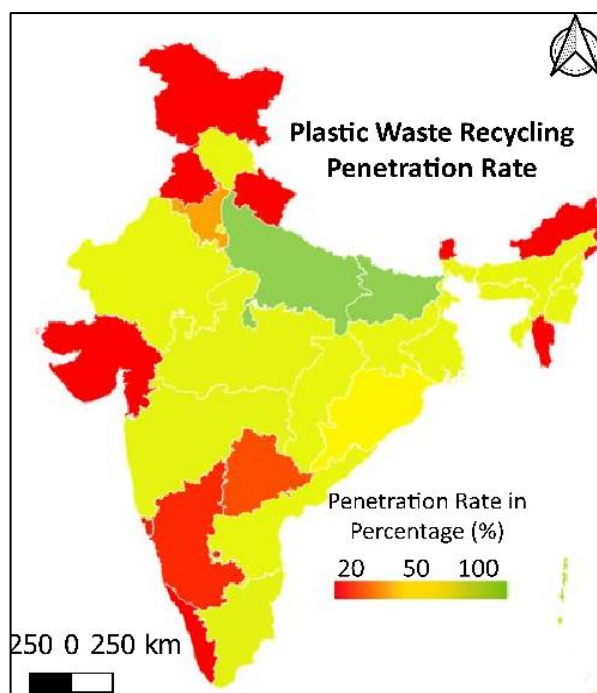 Plastic Waste Recycling
Penetration Rate
Penetration Rate in
Percentage (%)
20 50 100
250 0 250 km